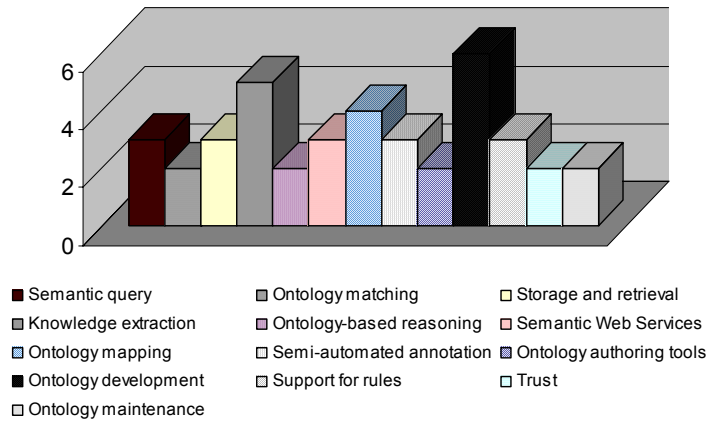 6
4
2
0
Semantic query Ontology matching Storage and retrieval
Knowledge extraction Ontology-based reasoning Semantic Web Services
Ontology mapping Semi-automated annotation Ontology authoring tools
Ontology development Support for rules Trust
Ontology maintenance